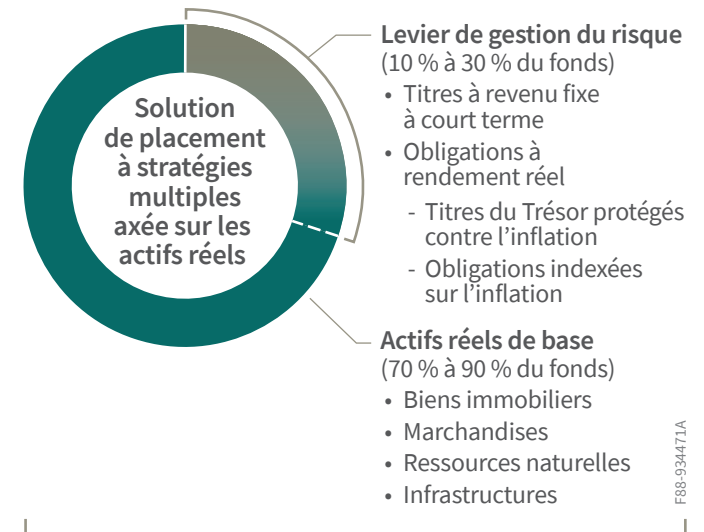 Solution
de placement
à stratégies
multiples
axée sur les
actifs réels
Levier de gestion du risque
(10 % à 30 % du fonds)
• Titres à revenu fixe
à court terme
• Obligations à
rendement réel
- Titres du Trésor protégés
contre l’inflation
- Obligations indexées
sur l’inflation
Actifs réels de base
(70 % à 90 % du fonds)
• Biens immobiliers
• Marchandises
• Ressources naturelles
• Infrastructures
F88-934471A